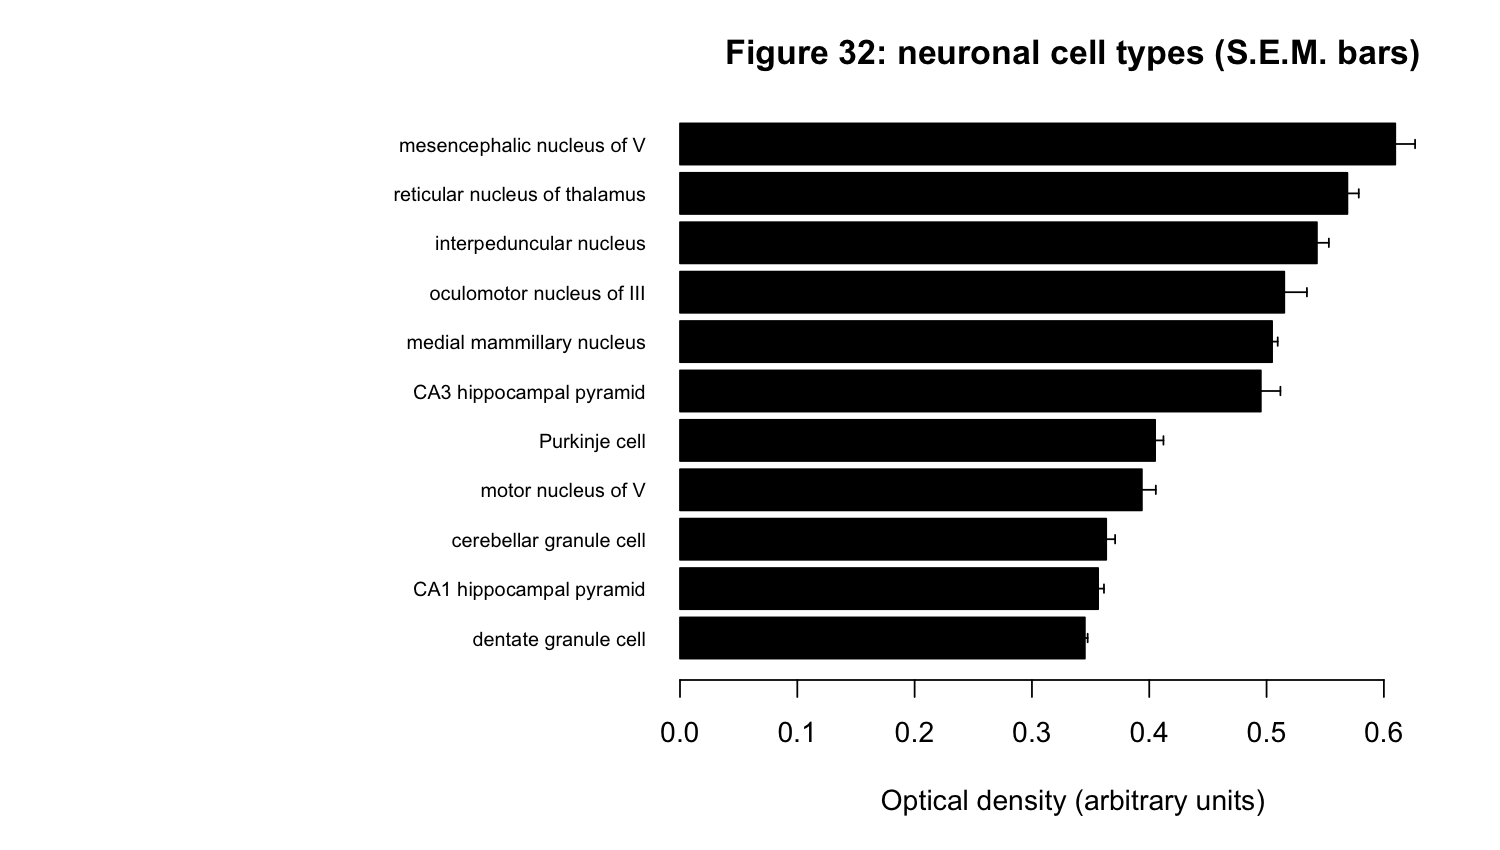 Figure 32: neuronal cell types (S.E.M. bars)
mesencephalic nucleus of V
reticular nucleus of thalamus
interpeduncular nucleus
oculomotor nucleus of III
medial mammillary nucleus
CA3 hippocampal pyramid
Purkinje cell
motor nucleus of V
cerebellar granule cell
CA1 hippocampal pyramid
dentate granule cell
0.0 0.1 0.2 0.3 0.4 0.5 0.6
Optical density (arbitrary units)